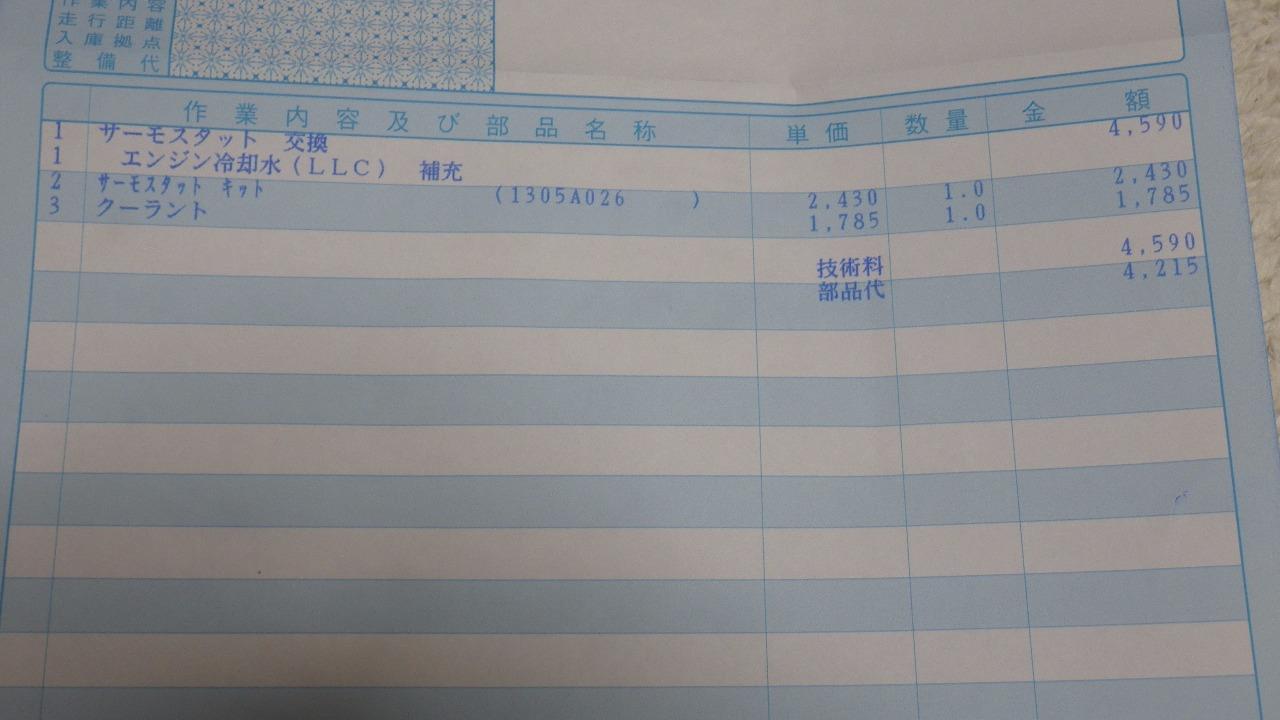 作業内容
走行距離
入庫拠点
整備代
作業内容及び部品名称 単価 数量 金額
1 サーモスタット 交換 4,590
1 エンジン冷却水(LLC) 補充
2 サーモスタット キット (1305A026 ) 2,430 1.0 2,430
3 クーラント 1,785 1.0 1,785
技術料 4,590
部品代 4,215